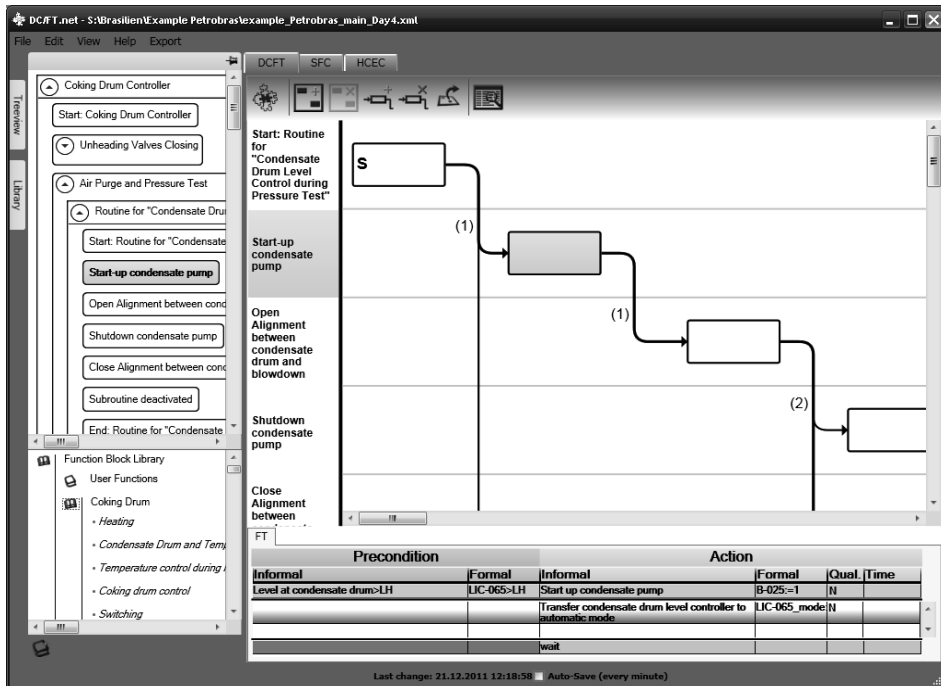 DC/FT.net - S:\Brasilien\Example Petrobras\example_Petrobras_main_Day4.xml
File Edit View Help Export
DCFT SFC HCEC
Treeview
Library
Coking Drum Controller
Start: Coking Drum Controller
Unheading Valves Closing
Air Purge and Pressure Test
Routine for "Condensate Dru
Start: Routine for "Condensate
Start-up condensate pump
Open Alignment between cond
Shutdown condensate pump
Close Alignment between cond
Subroutine deactivated
End: Routine for "Condensate
Function Block Library
User Functions
Coking Drum
Heating
Condensate Drum and Temp
Temperature control during
Coking drum control
Switching
Start: Routine
for
"Condensate
Drum Level
Control during
Pressure Test"
S
(1)
Start-up
condensate
pump
(1)
Open
Alignment
between
condensate
drum and
blowdown
(2)
Shutdown
condensate
pump
Close
Alignment
between
FT
Precondition Action
Informal Formal Informal Formal Qual. Time
Level at condensate drum>LH LIC-065>LH Start up condensate pump B-025:=1 N
Transfer condensate drum level controller to automatic mode LIC-065_mode: N
wait
Last change: 21.12.2011 12:18:58 Auto-Save (every minute)